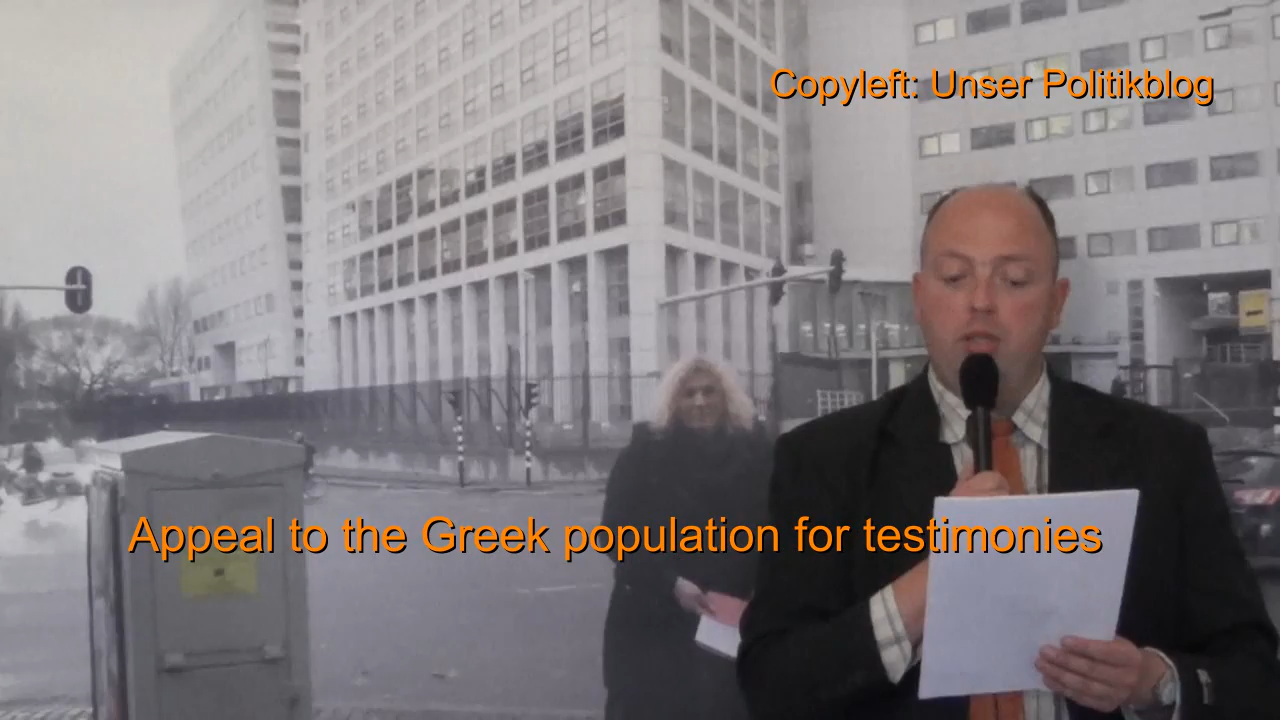 Copyleft: Unser Politikblog
Appeal to the Greek population for testimonies